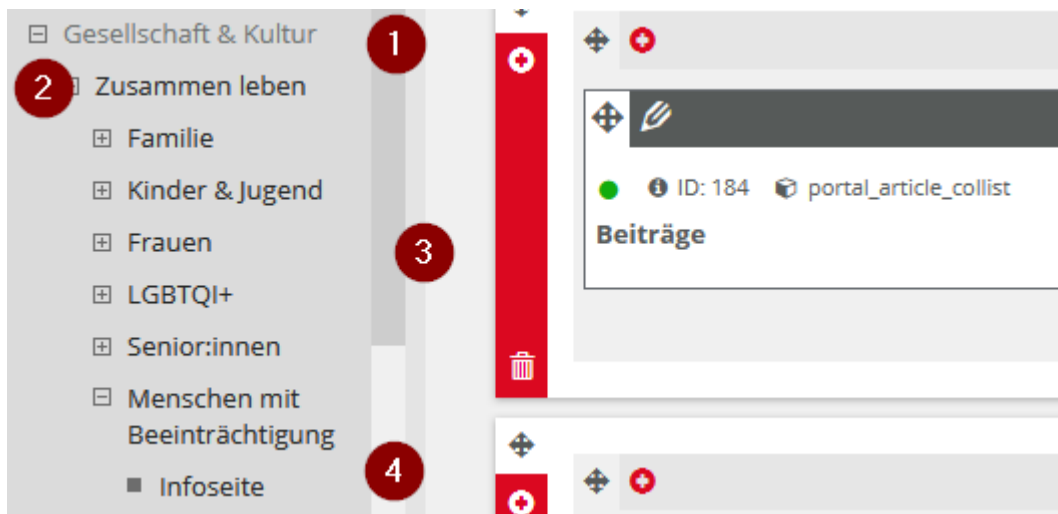 Gesellschaft & Kultur
1
2
Zusammen leben
Familie
Kinder & Jugend
Frauen
3
LGBTQI+
Senior:innen
Menschen mit
Beeinträchtigung
4
Infoseite
ID: 184 portal_article_collist
Beiträge